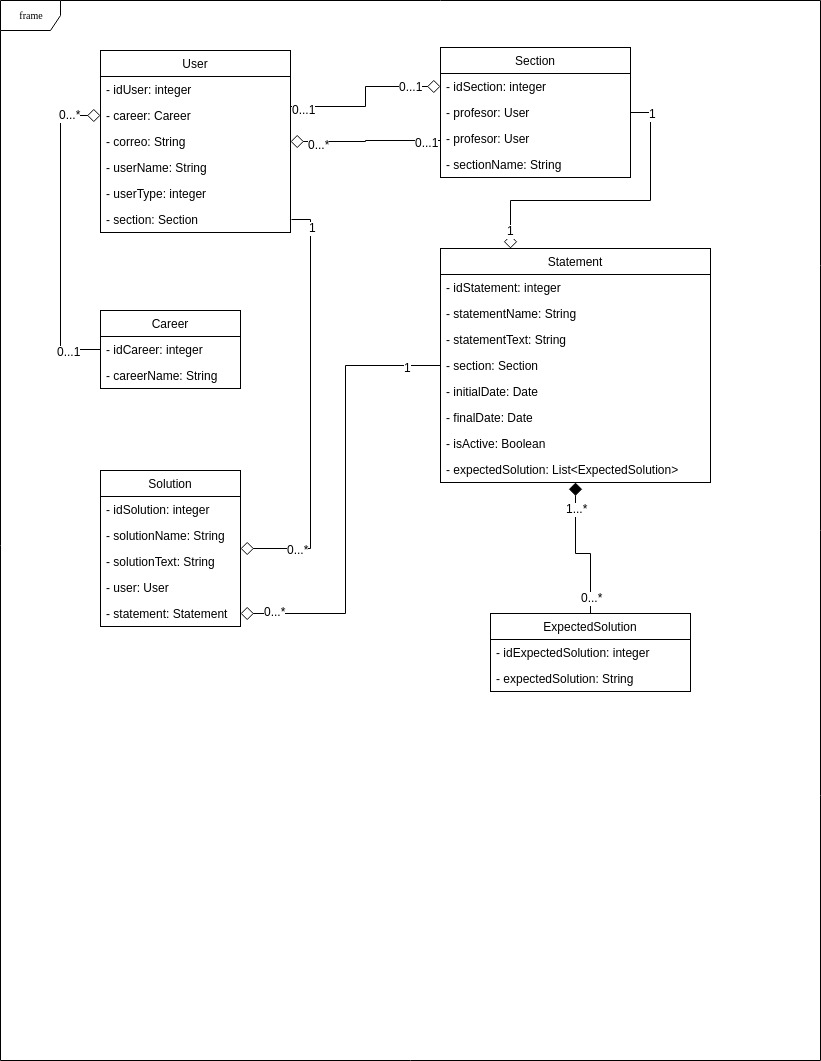 frame
User
- idUser: integer
- career: Career
- correo: String
- userName: String
- userType: integer
- section: Section
Section
- idSection: integer
- profesor: User
- profesor: User
- sectionName: String
0...1
0...1
0...*
0...1
0...*
1
1
1
Statement
- idStatement: integer
- statementName: String
- statementText: String
- section: Section
- initialDate: Date
- finalDate: Date
- isActive: Boolean
- expectedSolution: List<ExpectedSolution>
Career
- idCareer: integer
- careerName: String
0...1
1
Solution
- idSolution: integer
- solutionName: String
- solutionText: String
- user: User
- statement: Statement
0...*
0...*
1...*
0...*
ExpectedSolution
- idExpectedSolution: integer
- expectedSolution: String